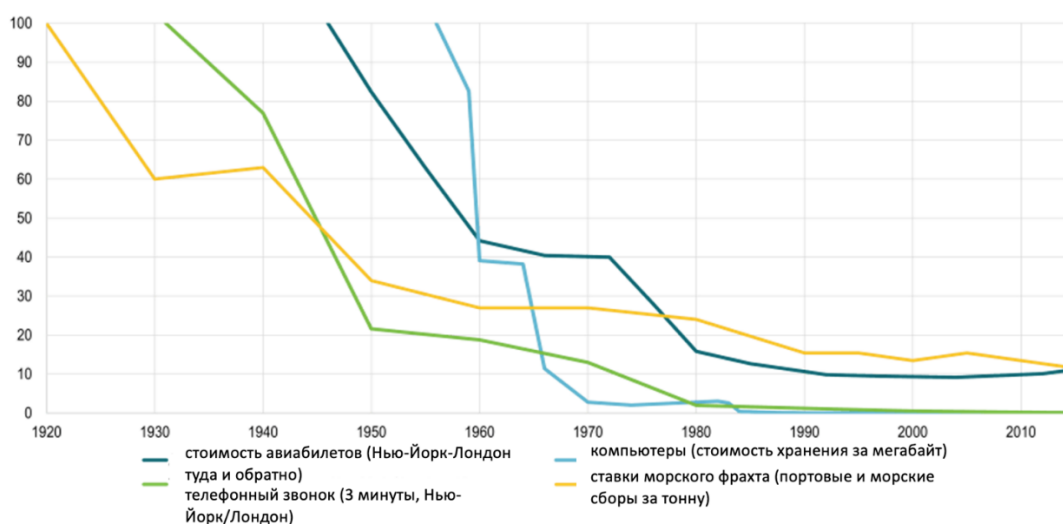 100
90
80
70
60
50
40
30
20
10
0
1920 1930 1940 1950 1960 1970 1980 1990 2000 2010
стоимость авиабилетов (Нью-Йорк-Лондон
туда и обратно)
телефонный звонок (3 минуты, Нью-
Йорк/Лондон)
компьютеры (стоимость хранения за мегабайт)
ставки морского фрахта (портовые и морские
сборы за тонну)